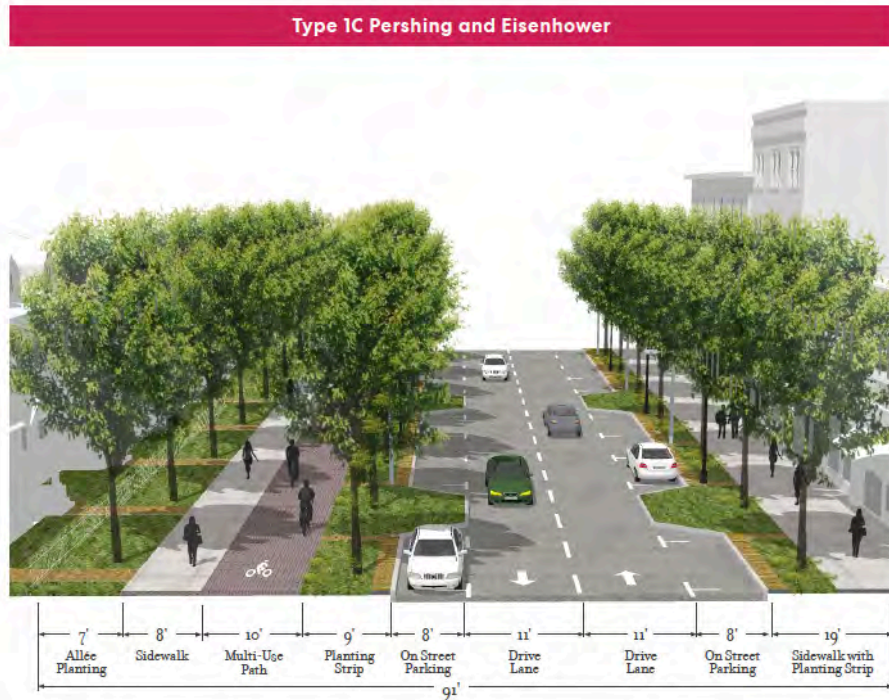 Type 1C Pershing and Eisenhower
7' 8' 10' 9' 8' 11' 11' 8' 19'
Allée Planting
Sidewalk
Multi-Use Path
Planting Strip
On Street Parking
Drive Lane
Drive Lane
On Street Parking
Sidewalk with Planting Strip
91'